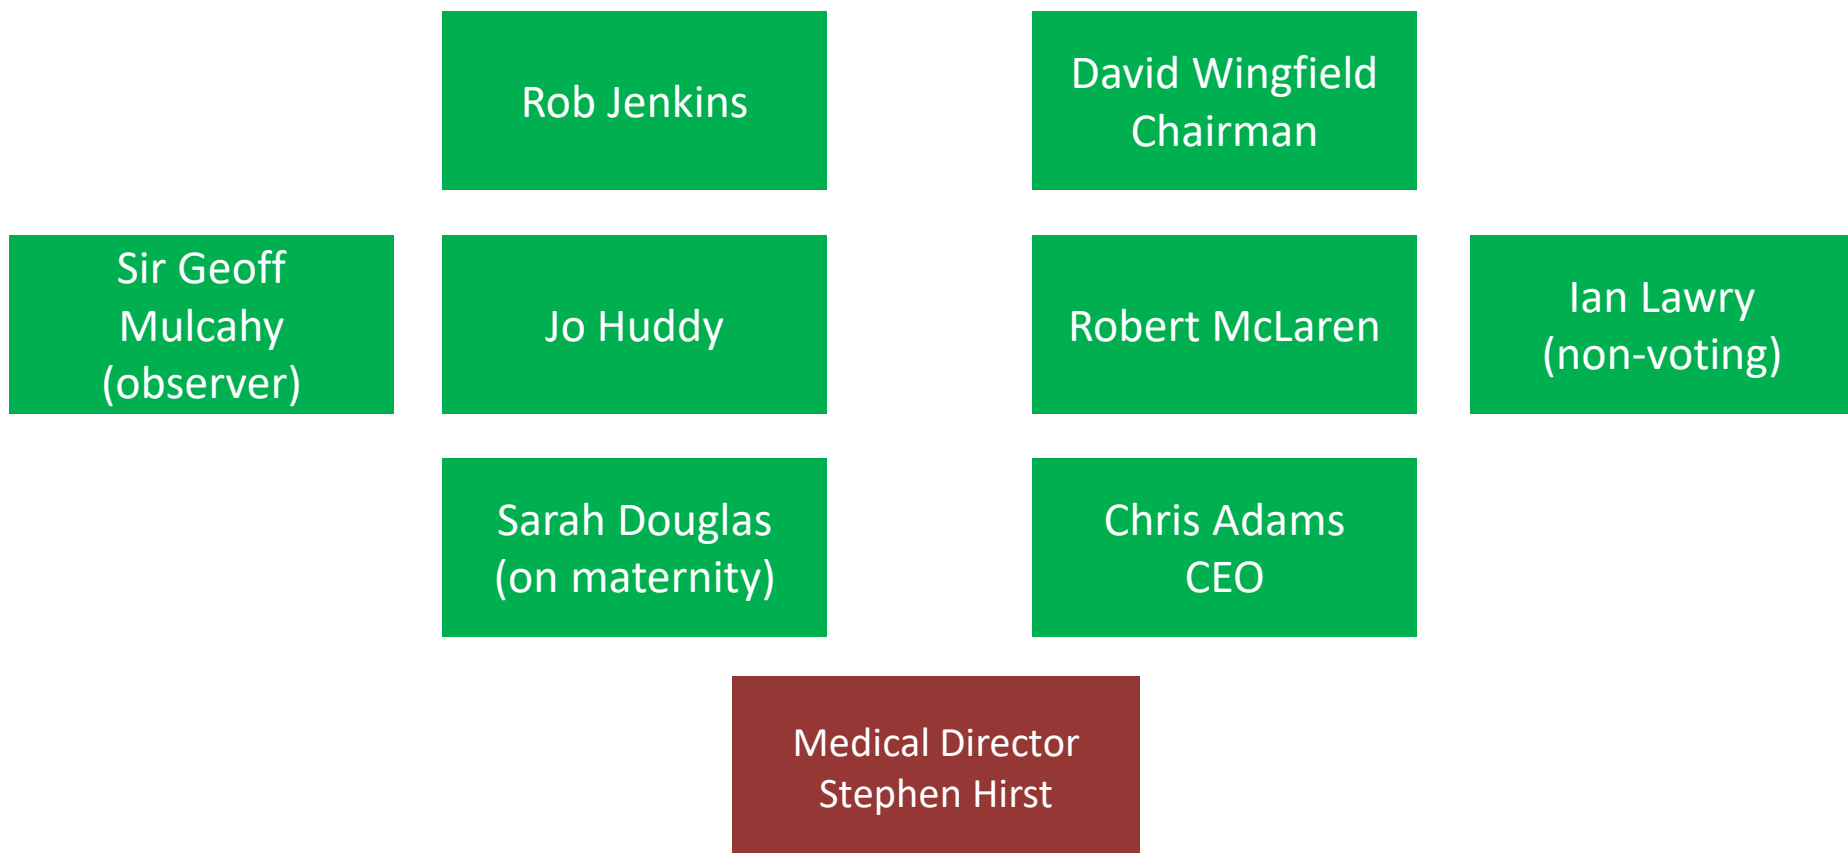 Rob Jenkins
David Wingfield
Chairman
Sir Geoff
Mulcahy
(observer)
Jo Huddy
Robert McLaren
Ian Lawry
(non-voting)
Sarah Douglas
(on maternity)
Chris Adams
CEO
Medical Director
Stephen Hirst